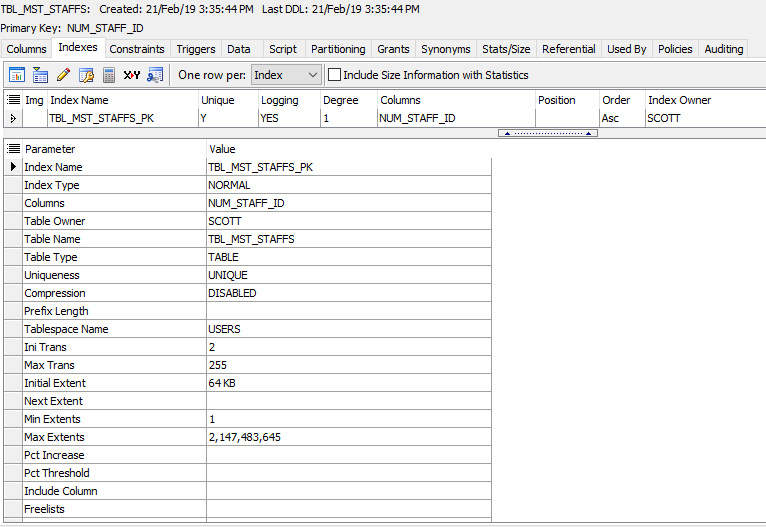 TBL_MST_STAFFS: Created: 21/Feb/19 3:35:44 PM Last DDL: 21/Feb/19 3:35:44 PM
Primary Key: NUM_STAFF_ID
Columns Indexes Constraints Triggers Data Script Partitioning Grants Synonyms Stats/Size Referential Used By Policies Auditing
X+Y One row per: Index Include Size Information with Statistics
Img Index Name Unique Logging Degree Columns Position Order Index Owner
TBL_MST_STAFFS_PK Y YES 1 NUM_STAFF_ID Asc SCOTT
Parameter Value
Index Name TBL_MST_STAFFS_PK
Index Type NORMAL
Columns NUM_STAFF_ID
Table Owner SCOTT
Table Name TBL_MST_STAFFS
Table Type TABLE
Uniqueness UNIQUE
Compression DISABLED
Prefix Length
Tablespace Name USERS
Ini Trans 2
Max Trans 255
Initial Extent 64 KB
Next Extent
Min Extents 1
Max Extents 2,147,483,645
Pct Increase
Pct Threshold
Include Column
Freelists